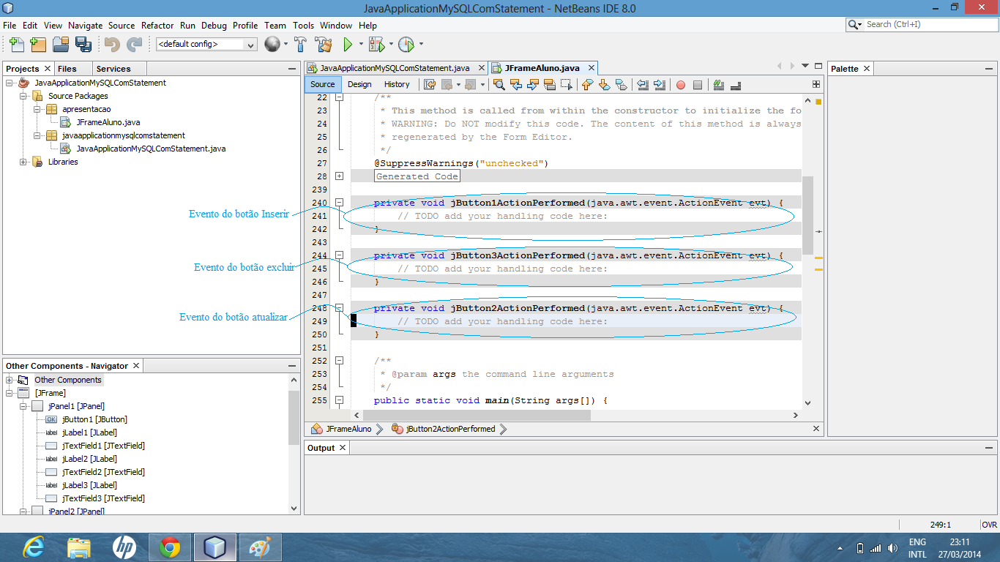 JavaApplicationMySQLComStatement - NetBeans IDE 8.0
File Edit View Navigate Source Refactor Run Debug Profile Team Tools Window Help
Search (Ctrl+I)
<default config>
Projects Files Services
JavaApplicationMySQLComStatement
Source Packages
apresentacao
JFrameAluno.java
javaapplicationmysqlcomstatement
JavaApplicationMySQLComStatement.java
Libraries
Evento do botão Inserir
Evento do botão excluir
Evento do botão atualizar
Other Components - Navigator
Other Components
[JFrame]
jPanel1 [JPanel]
OK jButton1 [JButton]
label jLabel1 [JLabel]
jTextField1 [JTextField]
label jLabel2 [JLabel]
jTextField2 [JTextField]
label jLabel3 [JLabel]
jTextField3 [JTextField]
jPanel2 [JPanel]
JavaApplicationMySQLComStatement.java JFrameAluno.java
Source Design History
22 /**
23 * This method is called from within the constructor to initialize the fo
24 * WARNING: Do NOT modify this code. The content of this method is always
25 * regenerated by the Form Editor.
26 */
27 @SuppressWarnings("unchecked")
28 Generated Code
239
240 private void jButton1ActionPerformed(java.awt.event.ActionEvent evt) {
241 // TODO add your handling code here:
242 }
243
244 private void jButton3ActionPerformed(java.awt.event.ActionEvent evt) {
245 // TODO add your handling code here:
246 }
247
248 private void jButton2ActionPerformed(java.awt.event.ActionEvent evt) {
249 // TODO add your handling code here:
250 }
251
252 /**
253 * @param args the command line arguments
254 */
255 public static void main(String args[]) {
JFrameAluno jButton2ActionPerformed
Output
Palette
249:1 OVR
hp
ENG 23:11
INTL 27/03/2014